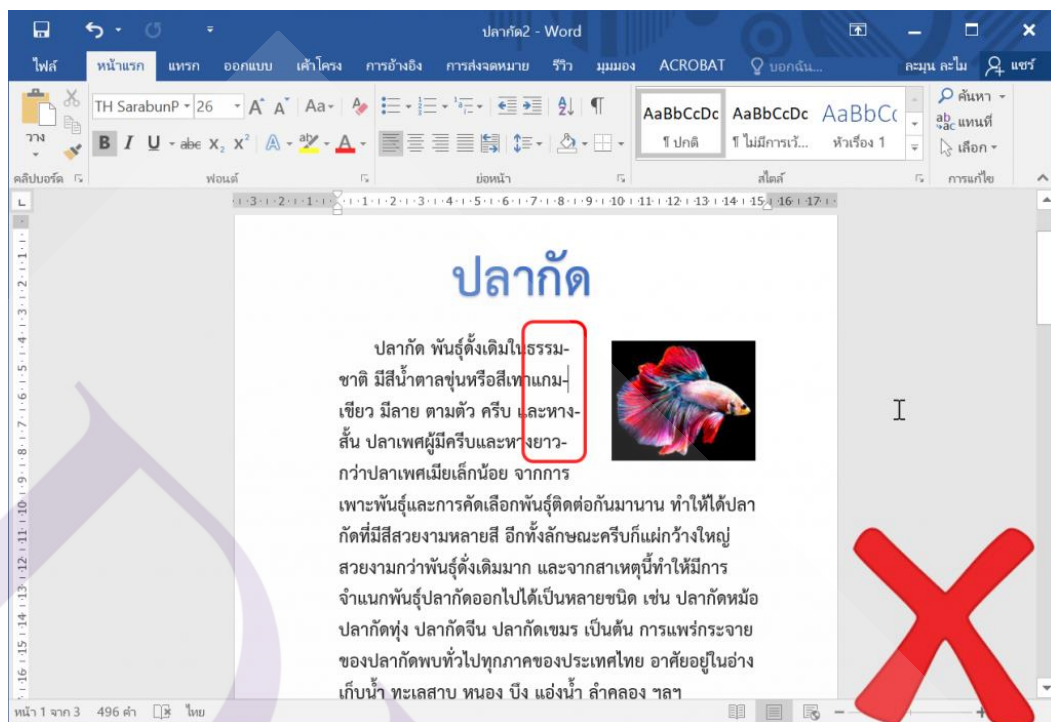 ปลากัด2 - Word
ไฟล์ หน้าแรก แทรก ออกแบบ เค้าโครง การอ้างอิง การส่งจดหมาย รีวิว มุมมอง ACROBAT บอกฉัน... ละมุน ละไม แชร์
TH SarabunP 26 A A Aa
วาง
B I U abc X₂ X² A A
AaBbCcDc AaBbCcDc AaBbCc
¶ ปกติ ¶ ไม่มีการเว้... หัวเรื่อง 1
ค้นหา
แทนที่
เลือก
คลิปบอร์ด ฟอนต์ ย่อหน้า สไตล์ การแก้ไข
3 2 1 1 2 3 4 5 6 7 8 9 10 11 12 13 14 15 16 17
ปลากัด
ปลากัด พันธุ์ดั้งเดิมในธรรม-
ชาติ มีสีน้ำตาลขุ่นหรือสีเทาแกม-
เขียว มีลาย ตามตัว ครีบ และหาง-
สั้น ปลาเพศผู้มีครีบและหางยาว-
กว่าปลาเพศเมียเล็กน้อย จากการ
เพาะพันธุ์และการคัดเลือกพันธุ์ติดต่อกันมานาน ทำให้ได้ปลา
กัดที่มีสีสวยงามหลายสี อีกทั้งลักษณะครีบก็แผ่กว้างใหญ่
สวยงามกว่าพันธุ์ดั่งเดิมมาก และจากสาเหตุนี้ทำให้มีการ
จำแนกพันธุ์ปลากัดออกไปได้เป็นหลายชนิด เช่น ปลากัดหม้อ
ปลากัดทุ่ง ปลากัดจีน ปลากัดเขมร เป็นต้น การแพร่กระจาย
ของปลากัดพบทั่วไปทุกภาคของประเทศไทย อาศัยอยู่ในอ่าง
เก็บน้ำ ทะเลสาบ หนอง บึง แอ่งน้ำ ลำคลอง ฯลฯ
หน้า 1 จาก 3 496 คำ ไทย